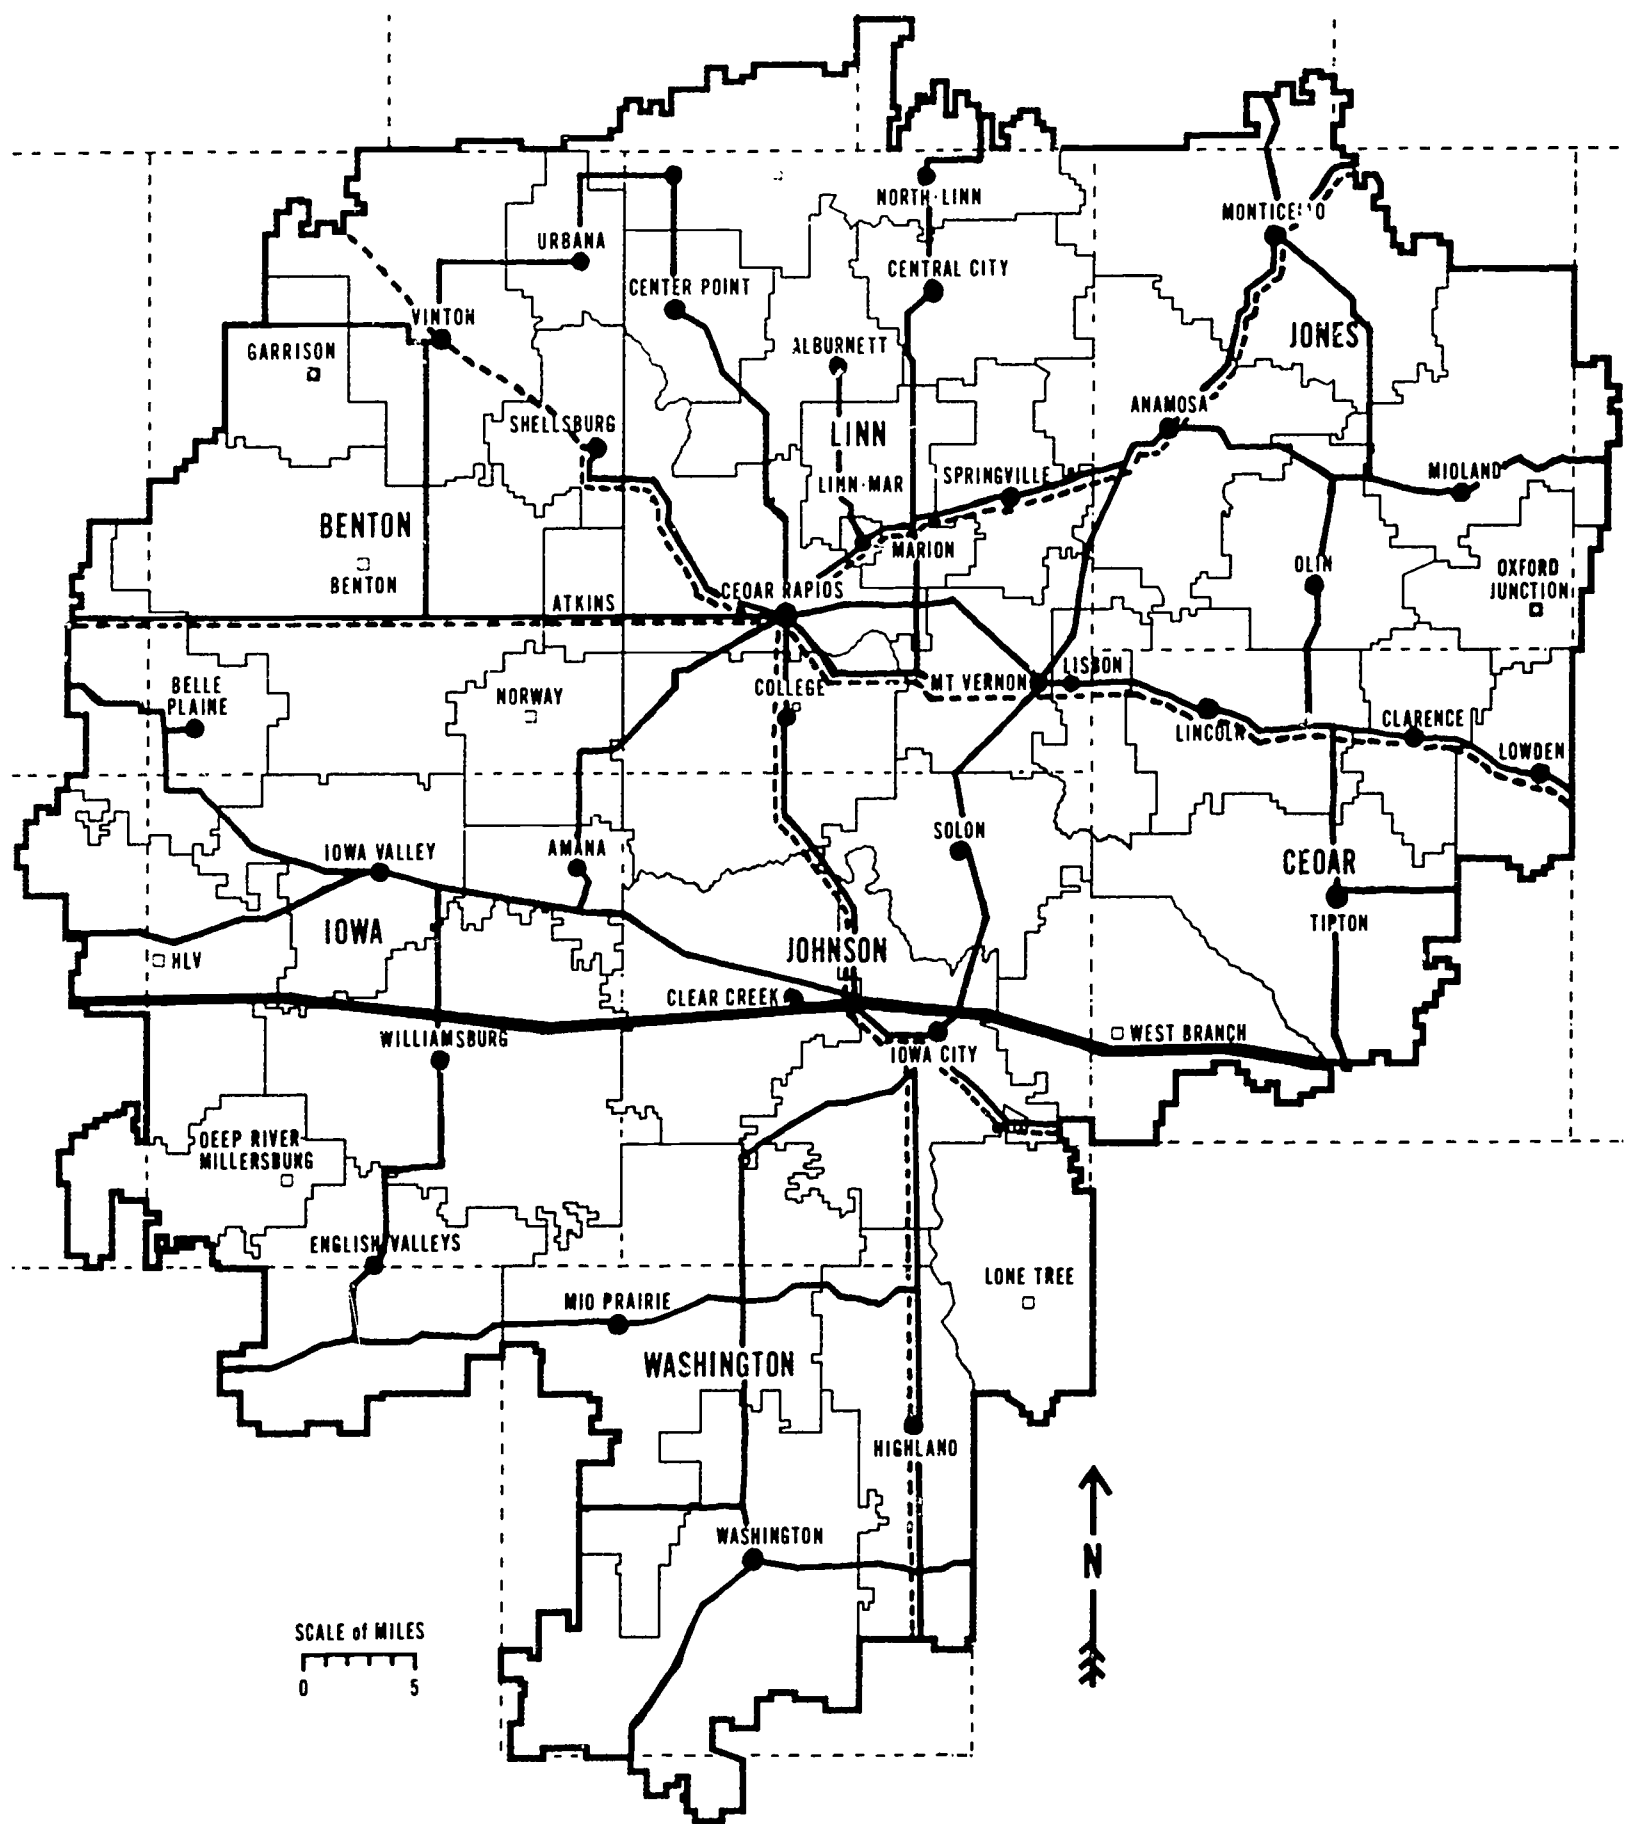 NORTH-LINN
MONTICELLO
URBANA
CENTRAL CITY
CENTER POINT
VINTON
JONES
GARRISON
ALBURNETT
ANAMOSA
SHELLSBURG
LINN
MIDLAND
SPRINGVILLE
LINN-MAR
BENTON
MARION
OLIN
OXFORD
JUNCTION
BENTON
CEDAR RAPIDS
ATKINS
LISBON
BELLE
PLAINE
NORWAY
COLLEGE
MT VERNON
CLARENCE
LINCOLN
LOWDEN
SOLON
IOWA VALLEY
AMANA
CEDAR
TIPTON
IOWA
JOHNSON
HLV
CLEAR CREEK
WEST BRANCH
WILLIAMSBURG
IOWA CITY
DEEP RIVER-
MILLERSBURG
ENGLISH VALLEYS
LONE TREE
MID PRAIRIE
WASHINGTON
HIGHLAND
WASHINGTON
N
SCALE of MILES
0 5